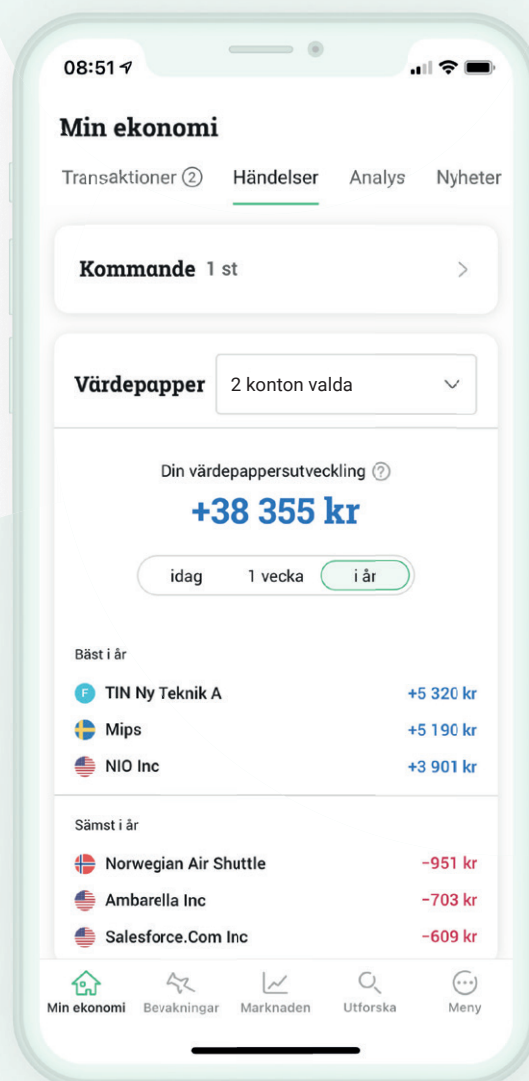 08:51
Min ekonomi
Transaktioner 2 Händelser Analys Nyheter
Kommande 1 st
Värdepapper 2 konton valda
Din värdepappersutveckling ?
+38 355 kr
idag 1 vecka i år
Bäst i år
F TIN Ny Teknik A +5 320 kr
Mips +5 190 kr
NIO Inc +3 901 kr
Sämst i år
Norwegian Air Shuttle -951 kr
Ambarella Inc -703 kr
Salesforce.Com Inc -609 kr
Min ekonomi Bevakningar Marknaden Utforska Meny